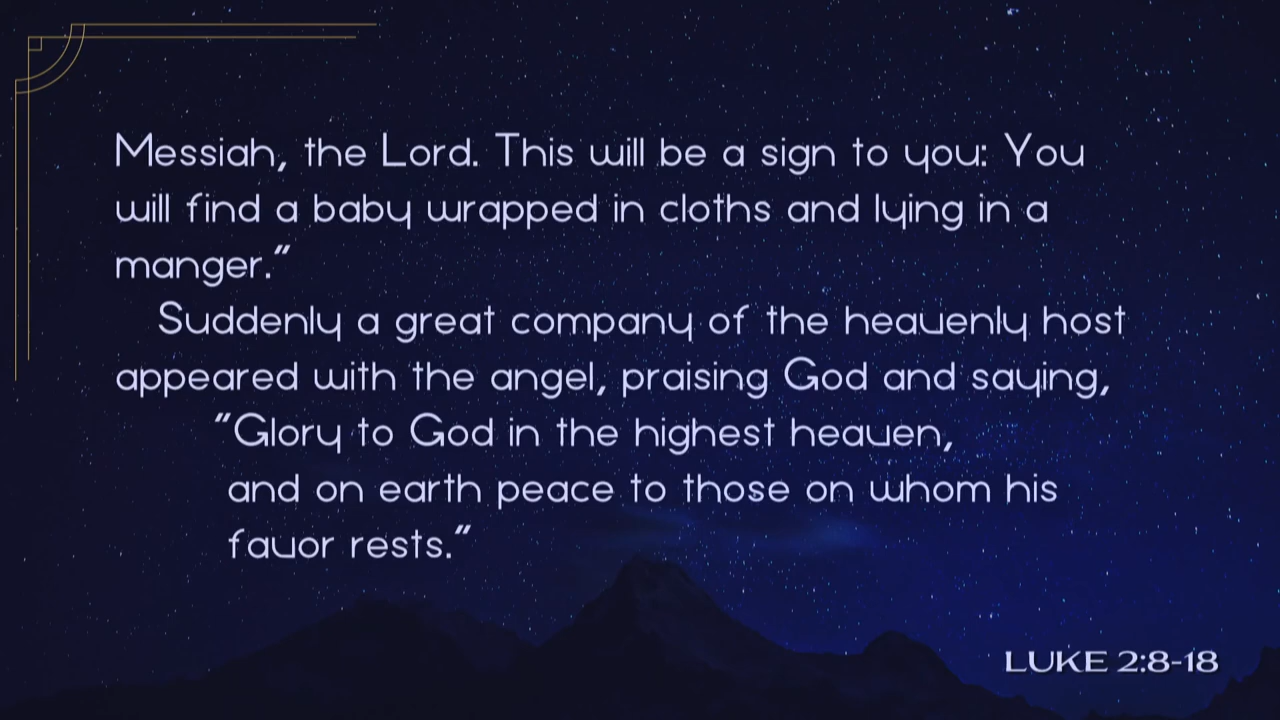 Messiah, the Lord. This will be a sign to you: You
will find a baby wrapped in cloths and lying in a
manger.”
Suddenly a great company of the heavenly host
appeared with the angel, praising God and saying,
“Glory to God in the highest heaven,
and on earth peace to those on whom his
favor rests.”
LUKE 2:8-18